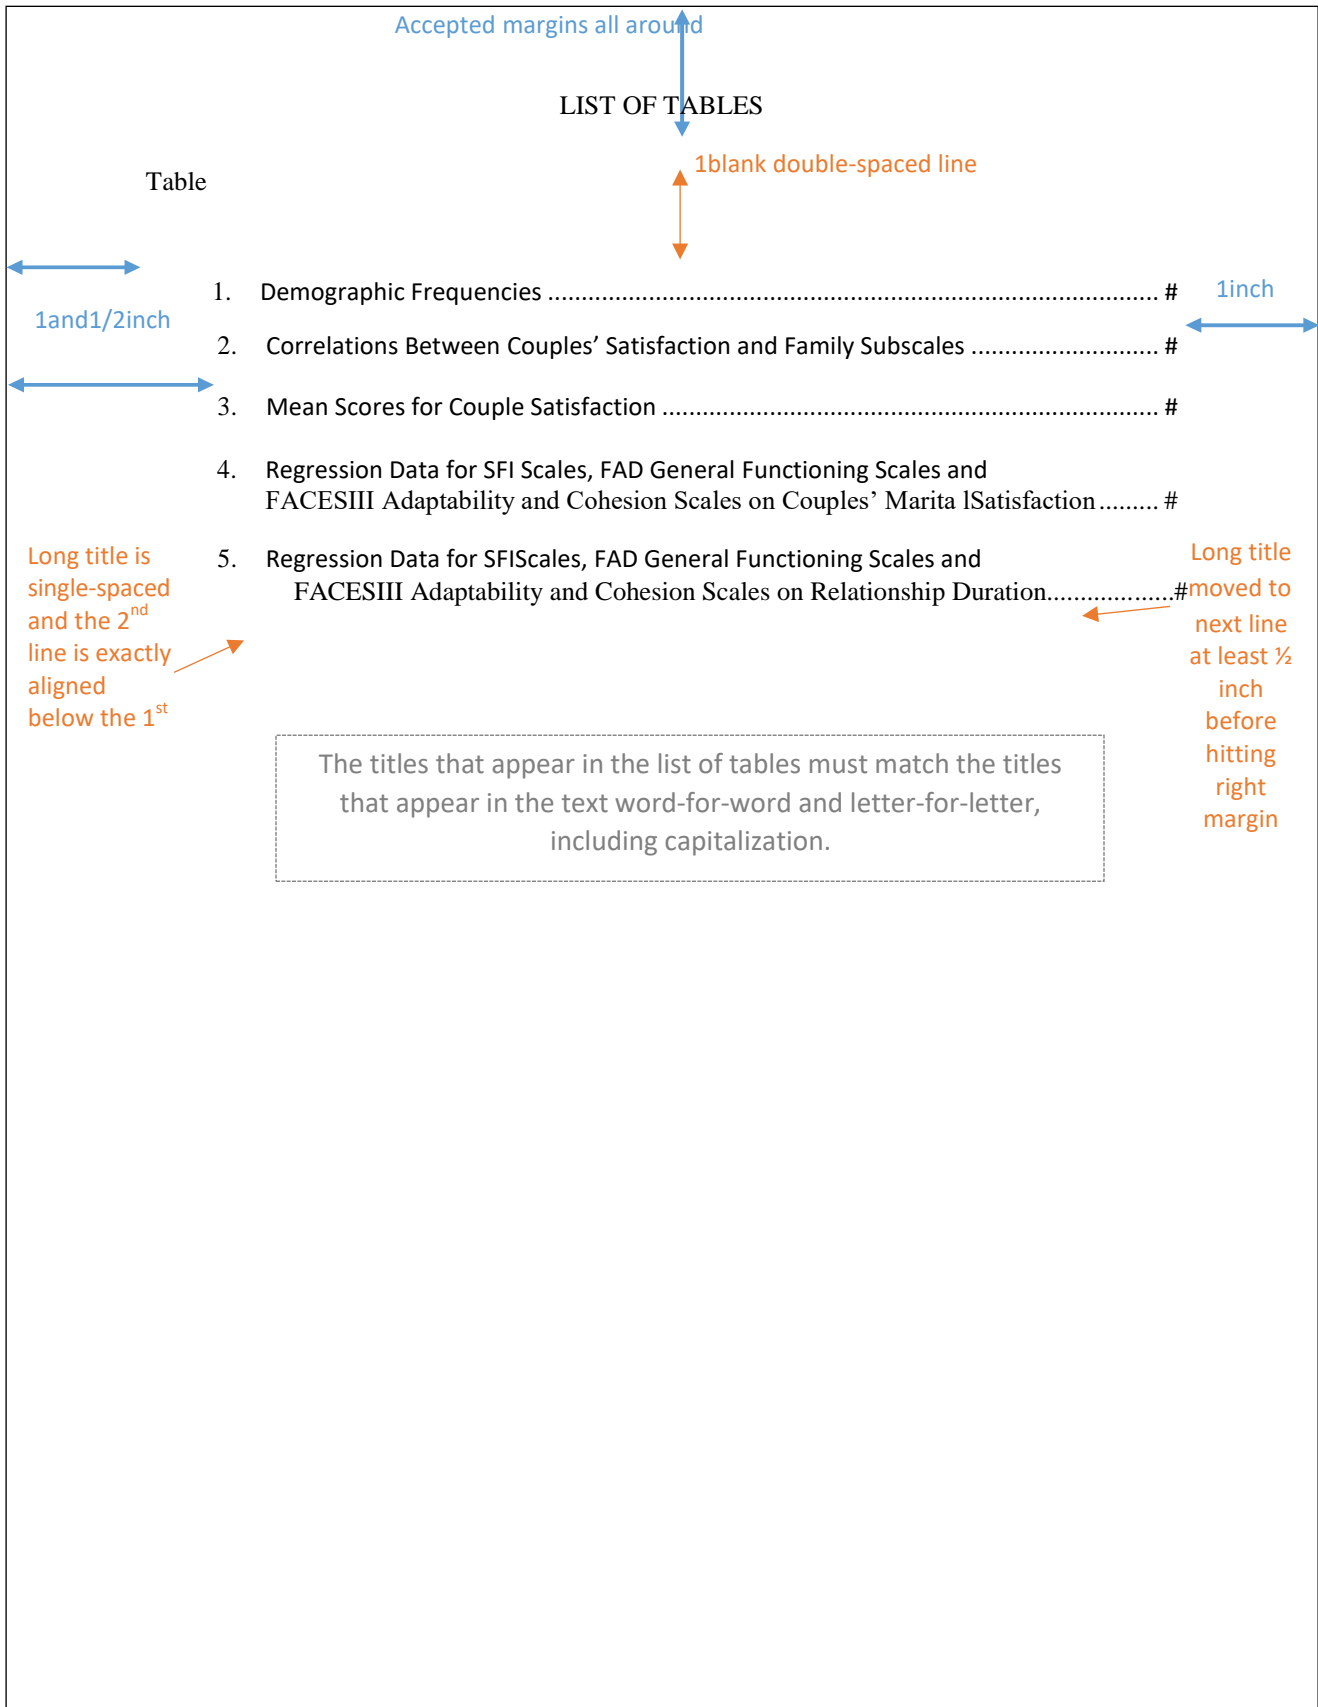 Accepted margins all around
LIST OF TABLES
1blank double-spaced line
Table
1. Demographic Frequencies ........................................................................................... #
1inch
1and1/2inch
2. Correlations Between Couples’ Satisfaction and Family Subscales ............................ #
3. Mean Scores for Couple Satisfaction .......................................................................... #
4. Regression Data for SFI Scales, FAD General Functioning Scales and
FACESIII Adaptability and Cohesion Scales on Couples’ Marita lSatisfaction ......... #
5. Regression Data for SFIScales, FAD General Functioning Scales and
FACESIII Adaptability and Cohesion Scales on Relationship Duration...................#
Long title is
single-spaced
and the 2nd
line is exactly
aligned
below the 1st
Long title
moved to
next line
at least ½
inch
before
hitting
right
margin
The titles that appear in the list of tables must match the titles
that appear in the text word-for-word and letter-for-letter,
including capitalization.